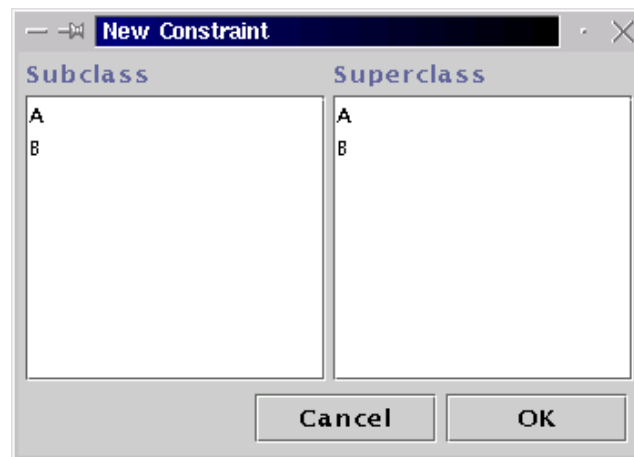 New Constraint
Subclass Superclass
A A
B B
Cancel OK